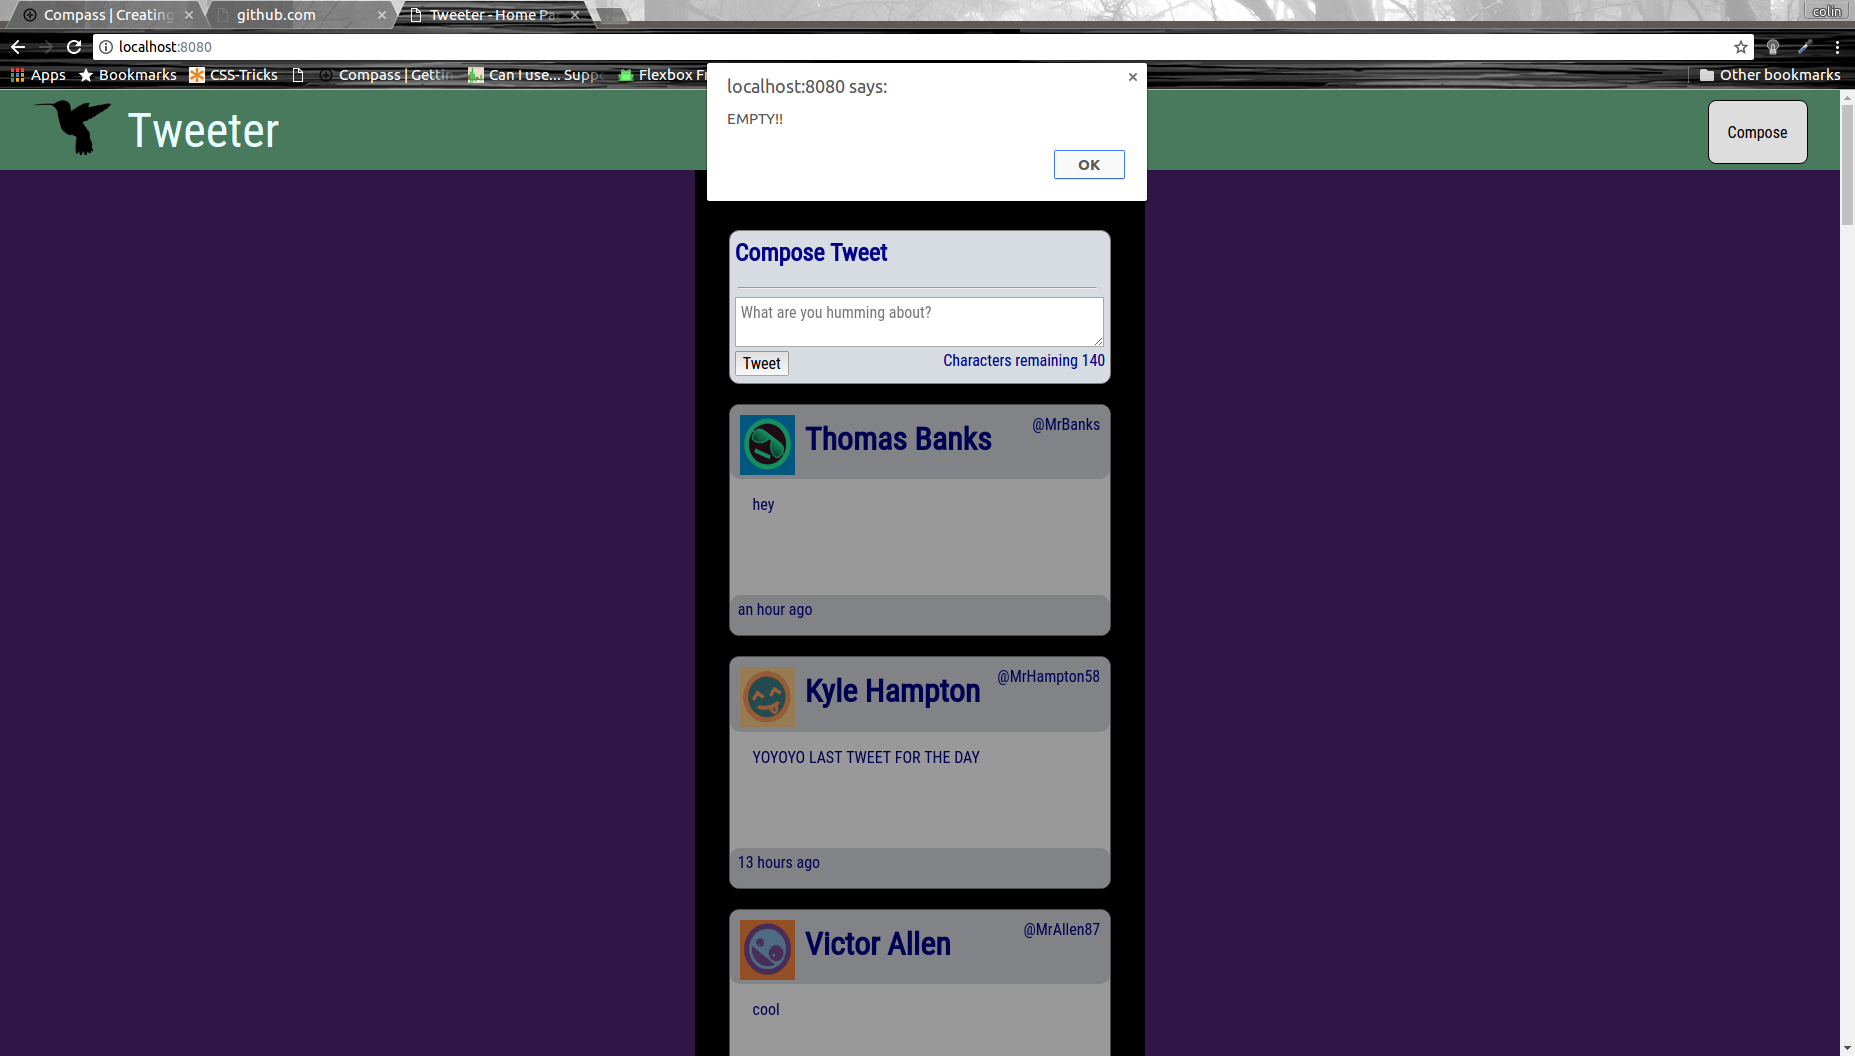 Compass | Creating
github.com
Tweeter - Home Pa
colin
localhost:8080
Apps
Bookmarks
CSS-Tricks
Compass | Gettin
Can I use... Supp
Flexbox Fr
Other bookmarks
localhost:8080 says:
EMPTY!!
OK
Tweeter
Compose
Compose Tweet
What are you humming about?
Tweet
Characters remaining 140
Thomas Banks
@MrBanks
hey
an hour ago
Kyle Hampton
@MrHampton58
YOYOYO LAST TWEET FOR THE DAY
13 hours ago
Victor Allen
@MrAllen87
cool